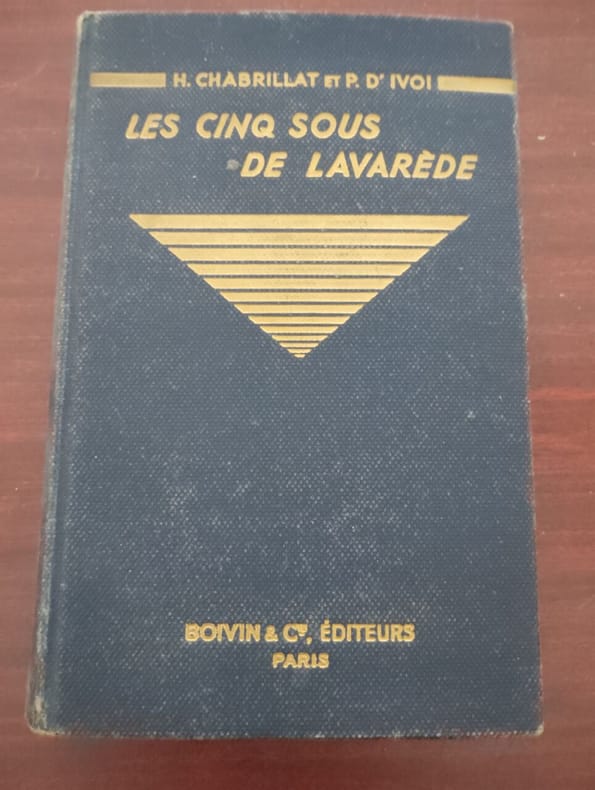 H. CHABRILLAT ET P. D' IVOI
LES CINQ SOUS
DE LAVARÈDE
BOIVIN & Cie, ÉDITEURS
PARIS